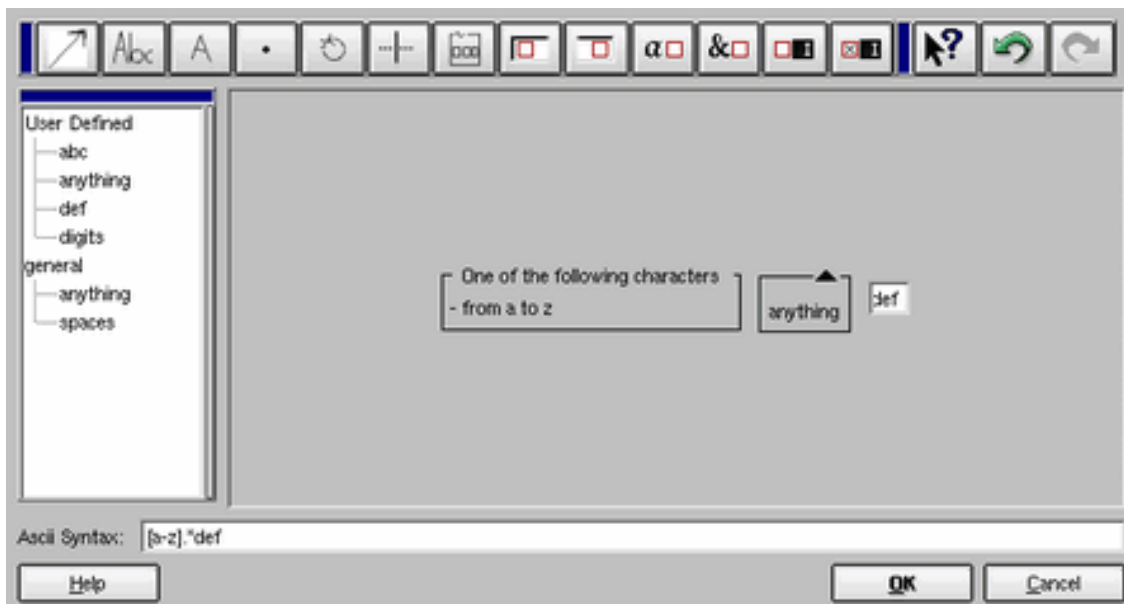 Abc A
a &
?
User Defined
abc
anything
def
digits
general
anything
spaces
One of the following characters
- from a to z
anything
def
Ascii Syntax: [a-z].*def
Help OK Cancel